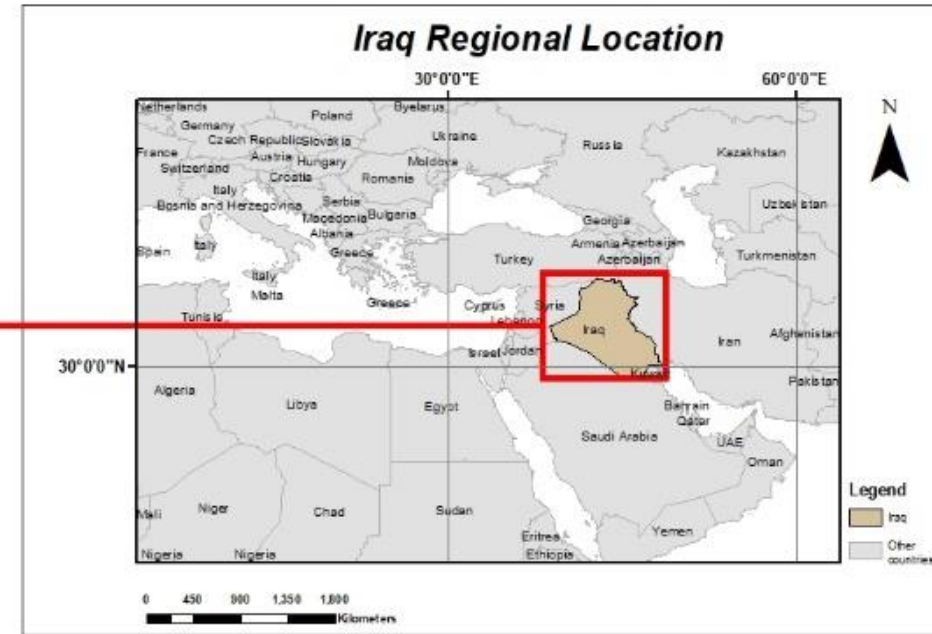 Iraq Regional Location
30°0'0"E 60°0'0"E
N
Netherlands Poland Byelarus
Germany
Czech Republic Slovakia Ukraine Russia
France Austria Hungary Moldova Kazakhstan
Switzerland Croatia Romania
Italy Serbia Uzbekistan
Bosnia and Herzegovina Macedonia Bulgaria Georgia
Albania Armenia Azerbaijan
Spain Italy Greece Turkey Azerbaijan Turkmenistan
Italy
Malta Greece Cyprus Syria
Tunisia Lebanon Iraq Iran Afghanistan
Israel Jordan
30°0'0"N Kuwait Pakistan
Algeria Libya Egypt Bahrain
Qatar
Saudi Arabia UAE
Oman
Legend
Mali Niger Chad Sudan Iraq
Yemen
Eritrea Other
Nigeria Nigeria Ethiopia countries
0 450 900 1,350 1,800
Kilometers